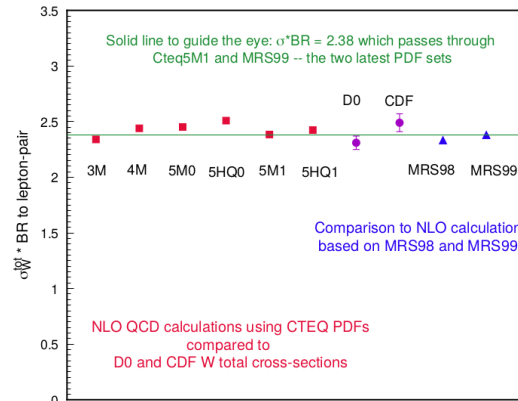 3.5
Solid line to guide the eye: σ*BR = 2.38 which passes through
Cteq5M1 and MRS99 -- the two latest PDF sets
3
D0 CDF
2.5
3M 4M 5M0 5HQ0 5M1 5HQ1 MRS98 MRS99
2
σ_W^tot * BR to lepton-pair
1.5
Comparison to NLO calculation
based on MRS98 and MRS99
1
NLO QCD calculations using CTEQ PDFs
compared to
D0 and CDF W total cross-sections
0.5
0